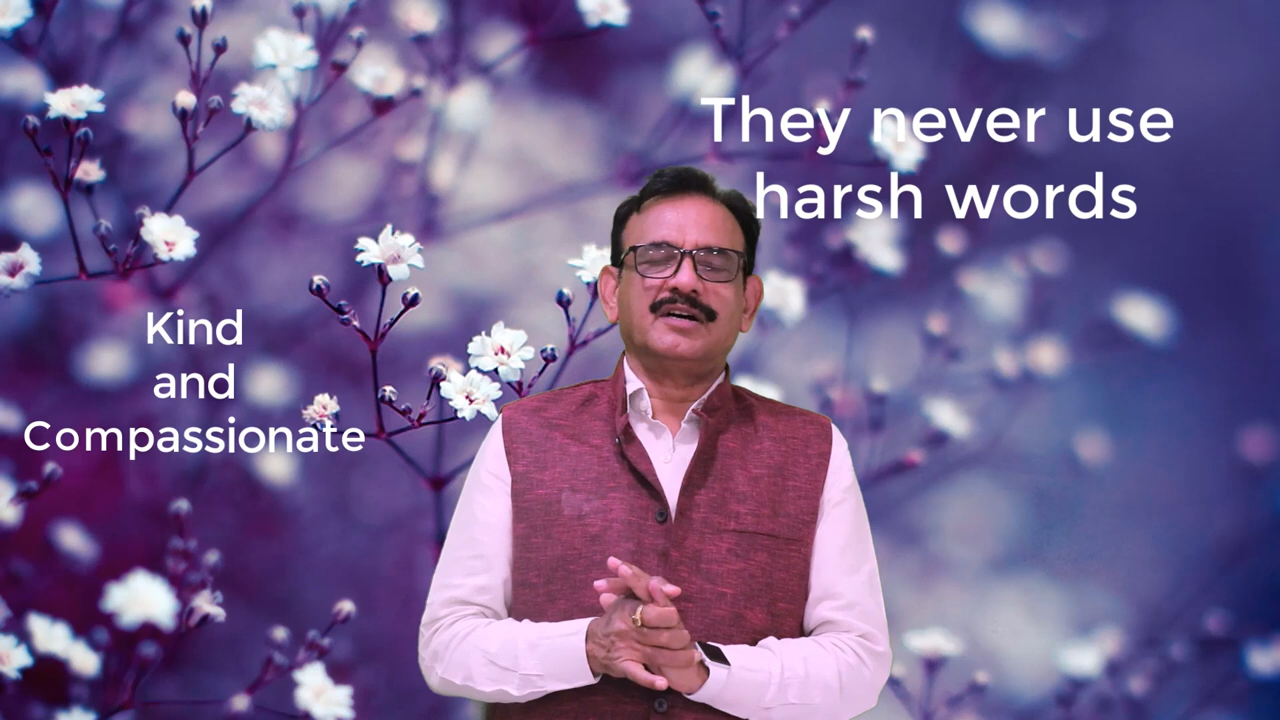 They never use
harsh words
Kind
and
Compassionate